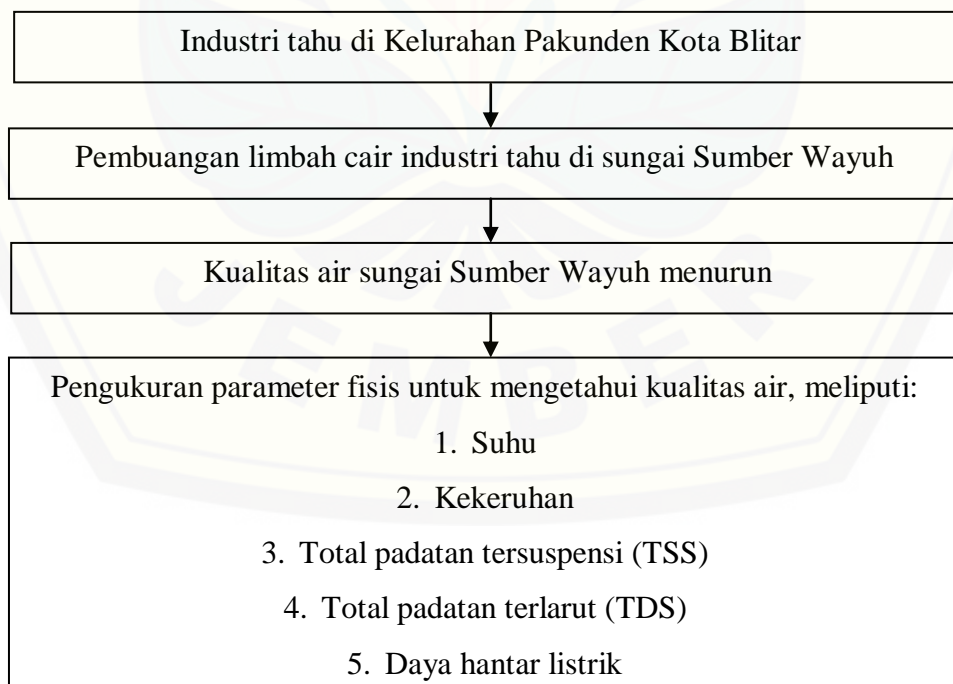 Industri tahu di Kelurahan Pakunden Kota Blitar
Pembuangan limbah cair industri tahu di sungai Sumber Wayuh
Kualitas air sungai Sumber Wayuh menurun
JEMBER
Pengukuran parameter fisis untuk mengetahui kualitas air, meliputi:
1. Suhu
2. Kekeruhan
3. Total padatan tersuspensi (TSS)
4. Total padatan terlarut (TDS)
5. Daya hantar listrik